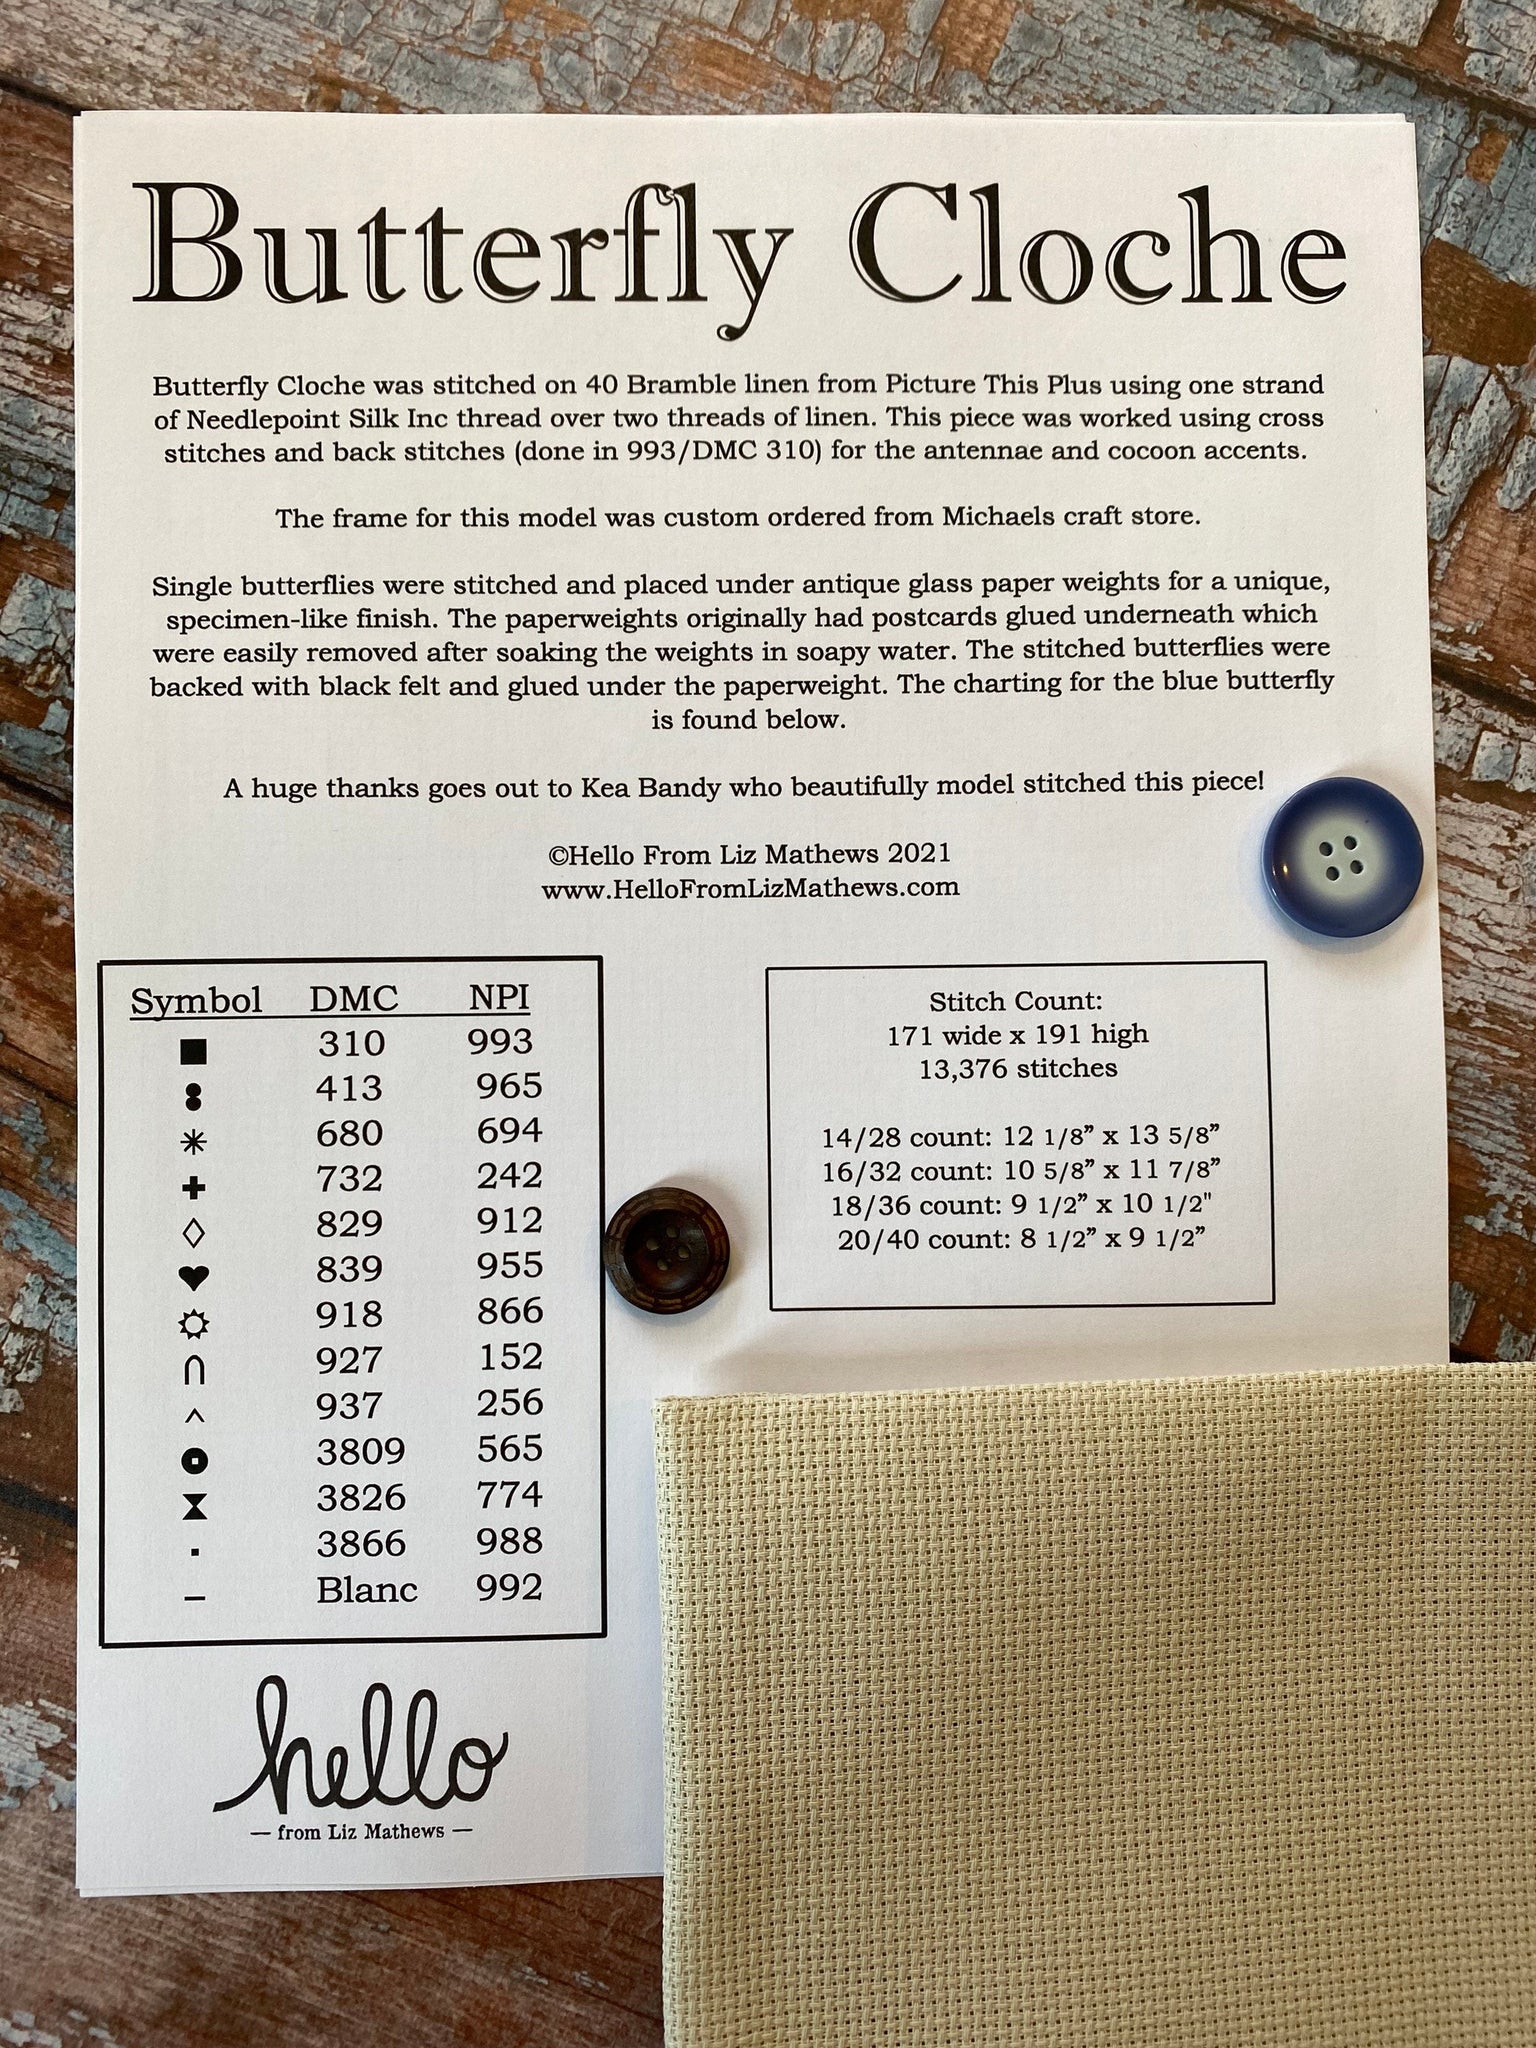 Butterfly Cloche
Butterfly Cloche was stitched on 40 Bramble linen from Picture This Plus using one strand
of Needlepoint Silk Inc thread over two threads of linen. This piece was worked using cross
stitches and back stitches (done in 993/DMC 310) for the antennae and cocoon accents.
The frame for this model was custom ordered from Michaels craft store.
Single butterflies were stitched and placed under antique glass paper weights for a unique,
specimen-like finish. The paperweights originally had postcards glued underneath which
were easily removed after soaking the weights in soapy water. The stitched butterflies were
backed with black felt and glued under the paperweight. The charting for the blue butterfly
is found below.
A huge thanks goes out to Kea Bandy who beautifully model stitched this piece!
©Hello From Liz Mathews 2021
www.HelloFromLizMathews.com
Symbol DMC NPI
■ 310 993
413 965
✳ 680 694
✚ 732 242
◇ 829 912
♥ 839 955
918 866
∩ 927 152
^ 937 256
3809 565
⧗ 3826 774
▪ 3866 988
– Blanc 992
Stitch Count:
171 wide x 191 high
13,376 stitches
14/28 count: 12 1/8” x 13 5/8”
16/32 count: 10 5/8” x 11 7/8”
18/36 count: 9 1/2” x 10 1/2"
20/40 count: 8 1/2” x 9 1/2”
hello
— from Liz Mathews —